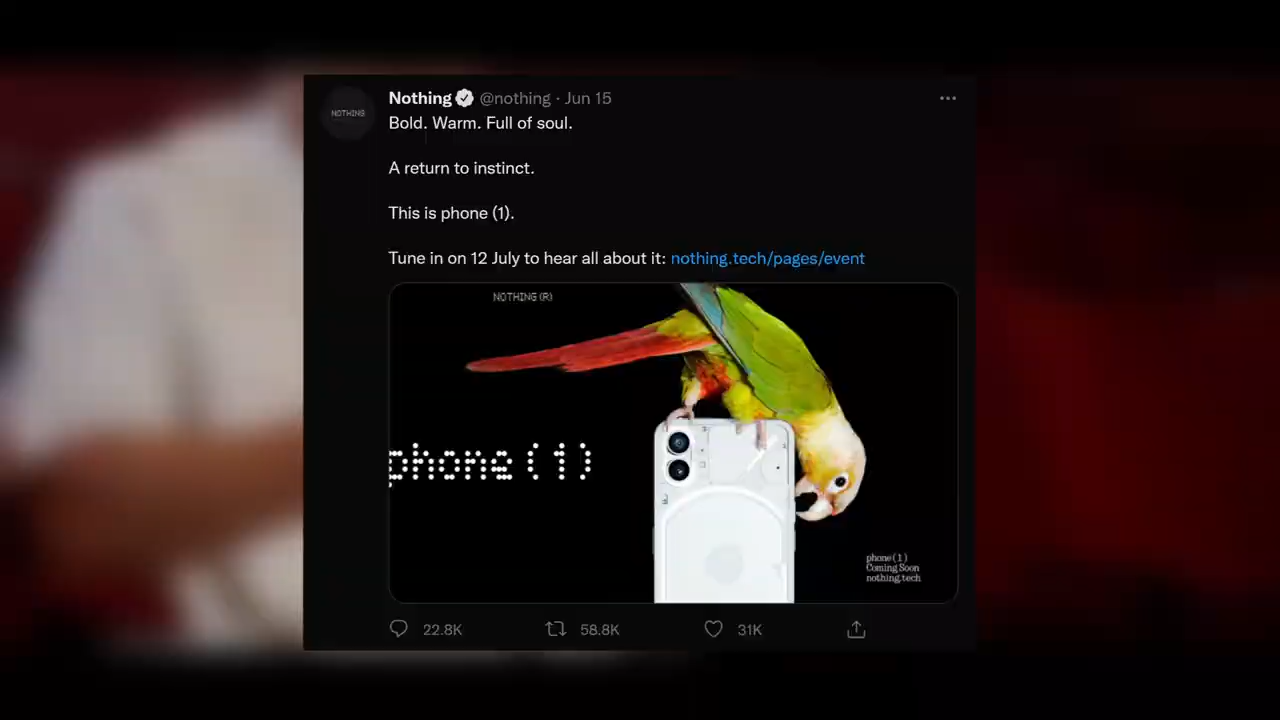 NOTHING
Nothing @nothing · Jun 15
Bold. Warm. Full of soul.
A return to instinct.
This is phone (1).
Tune in on 12 July to hear all about it: nothing.tech/pages/event
NOTHING (R)
phone (1)
phone (1)
Coming Soon
nothing.tech
22.8K 58.8K 31K